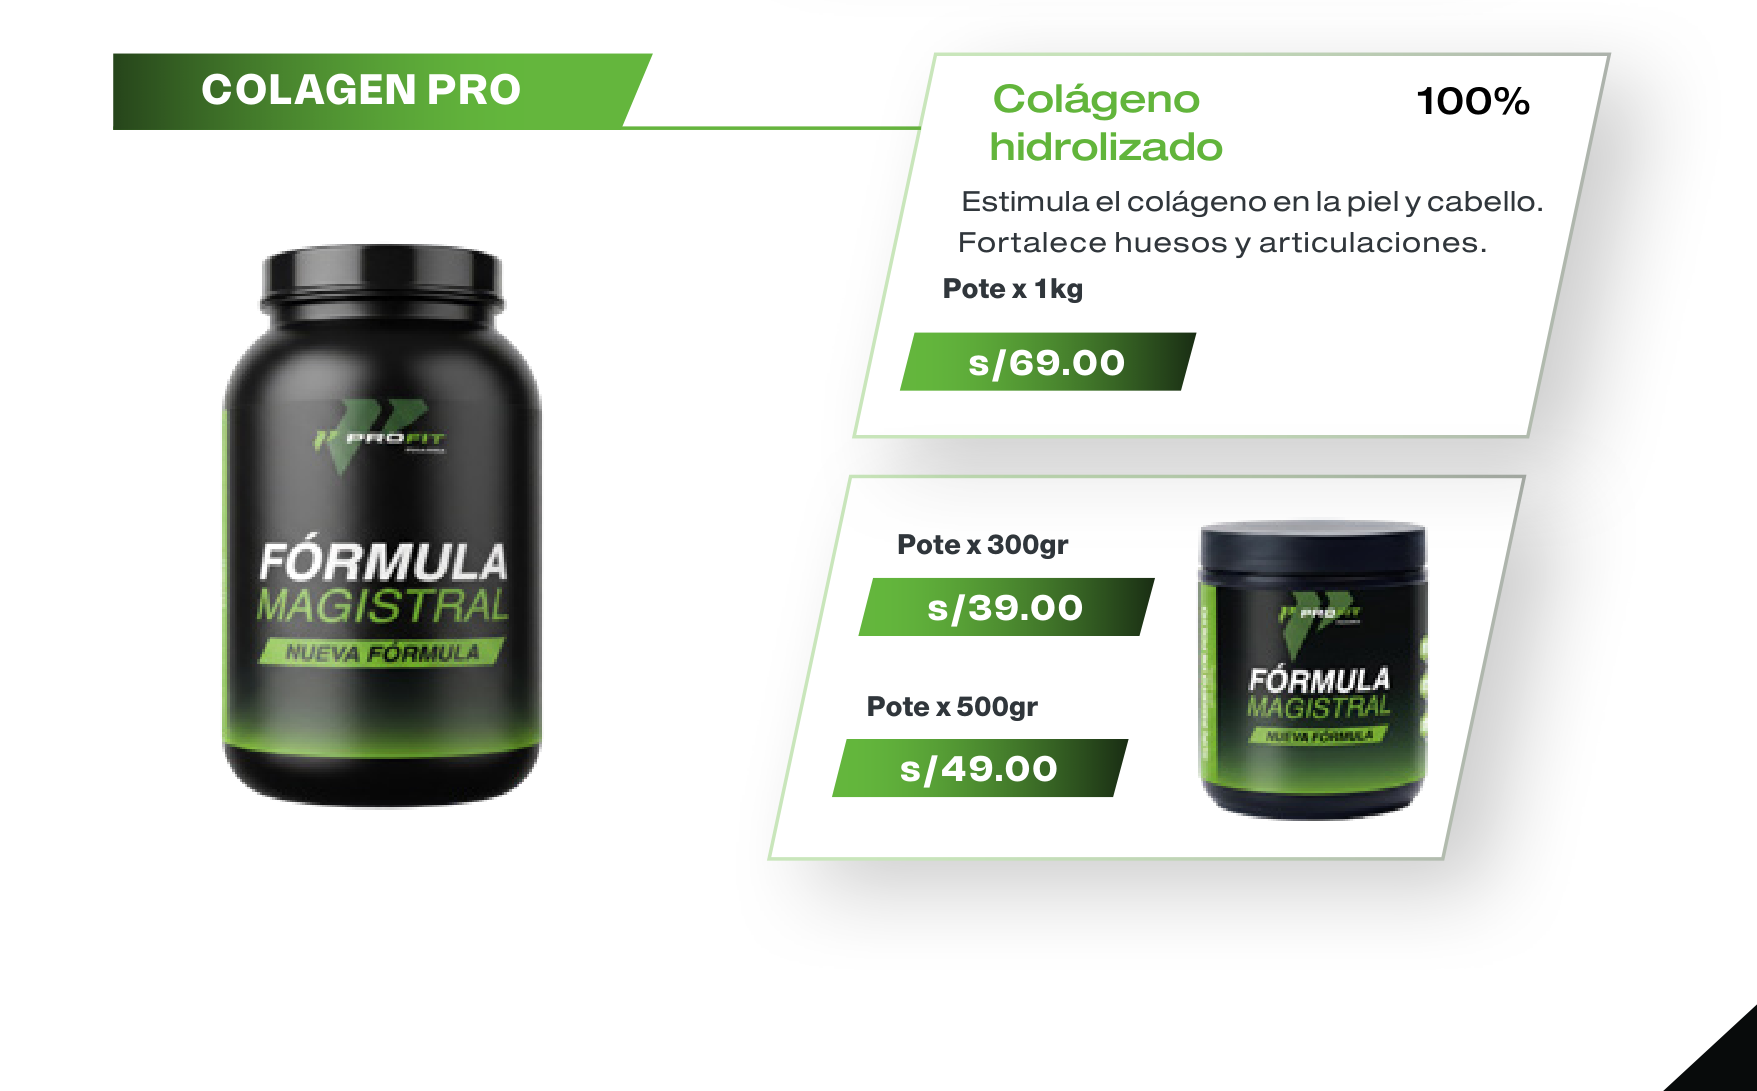 COLAGEN PRO
Colágeno
hidrolizado
100%
Estimula el colágeno en la piel y cabello.
Fortalece huesos y articulaciones.
Pote x 1kg
s/69.00
PROFIT
FÓRMULA
MAGISTRAL
NUEVA FÓRMULA
Pote x 300gr
s/39.00
Pote x 500gr
s/49.00
PROFIT
FÓRMULA
MAGISTRAL
NUEVA FÓRMULA